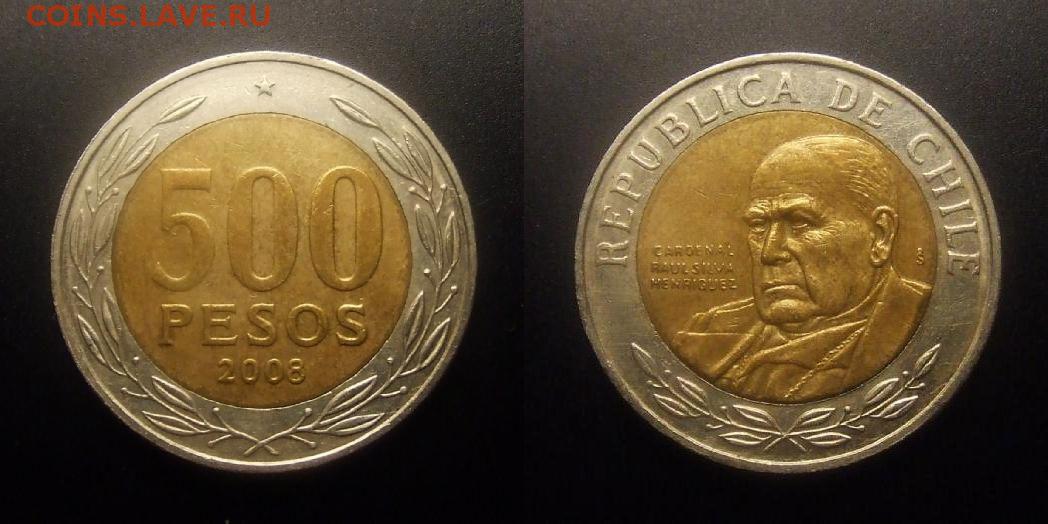 COINS.LAVE.RU
500
PESOS
2008
REPUBLICA DE CHILE
CARDENAL
RAUL SILVA
HENRIQUEZ